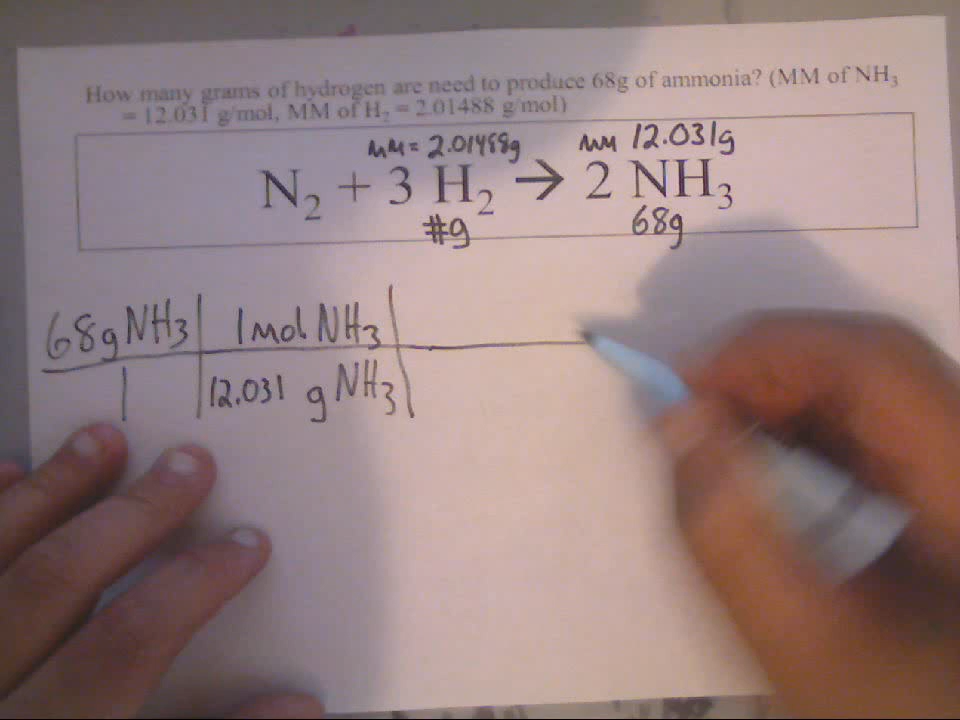 How many grams of hydrogen are need to produce 68g of ammonia? (MM of NH₃
= 12.031 g/mol, MM of H₂ = 2.01488 g/mol)
MM = 2.01488g MM 12.031g
N₂ + 3 H₂ → 2 NH₃
#g 68g
68g NH3 1 mol NH3
1 12.031 g NH3